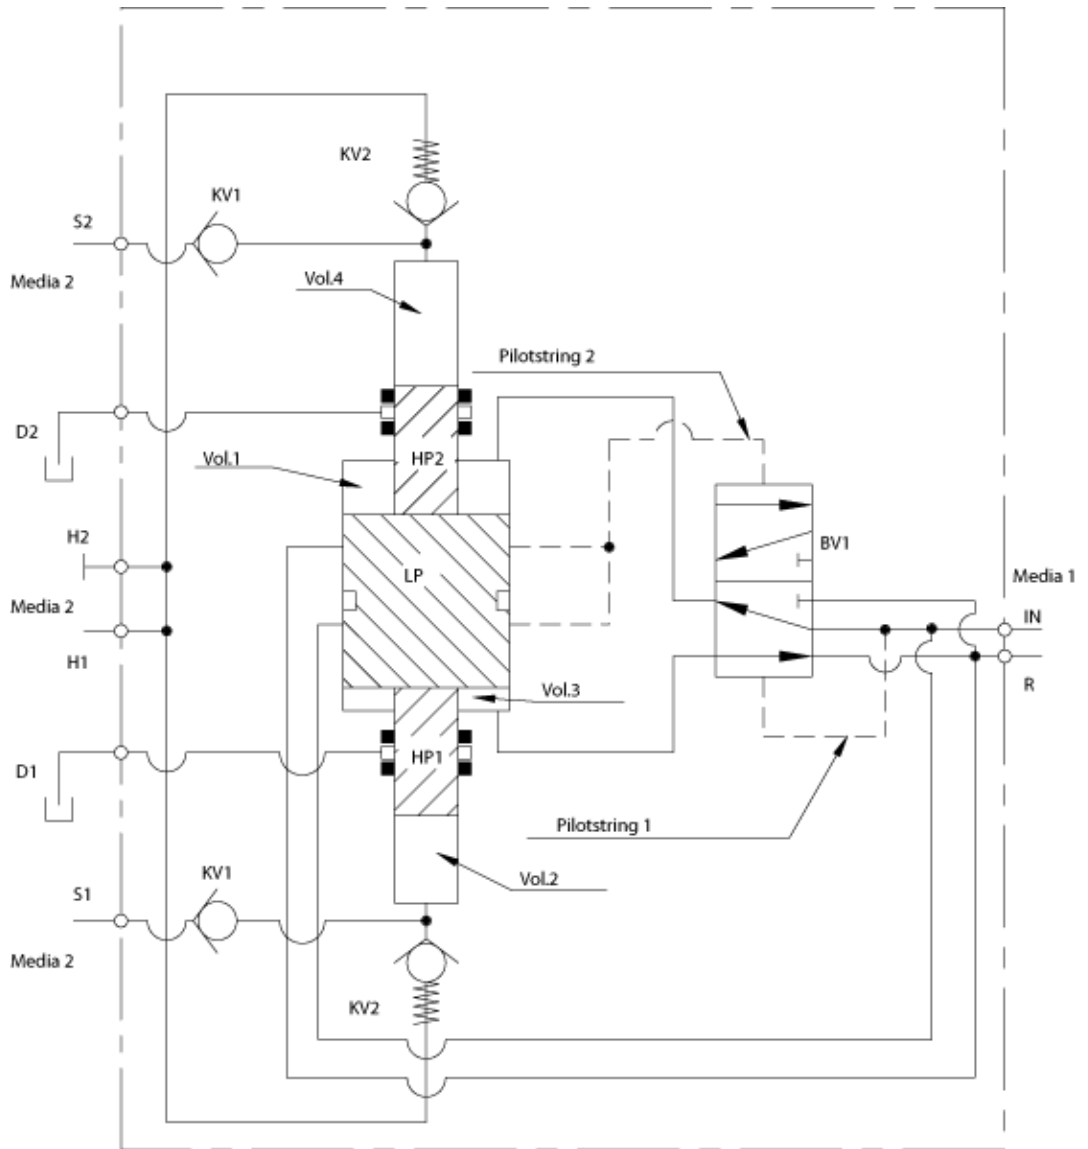 KV2
KV1
S2
Media 2
Vol.4
Pilotstring 2
D2
Vol.1
HP2
H2
BV1
LP
Media 1
Media 2
IN
H1
R
Vol.3
D1
HP1
Pilotstring 1
KV1
Vol.2
S1
Media 2
KV2